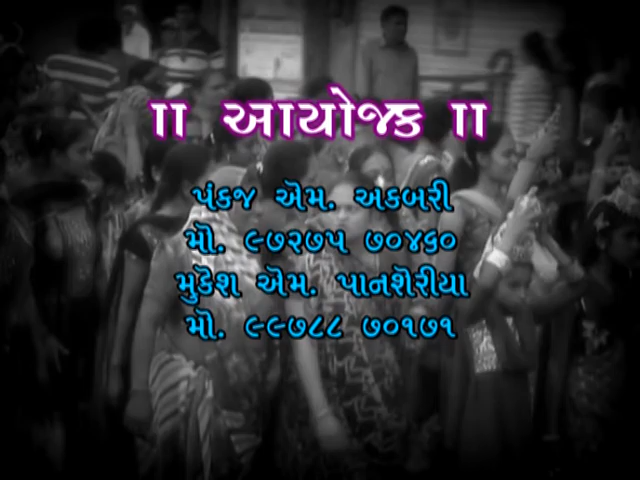 ॥ આયોજક ॥
પંકજ એમ. અકબરી
મો. ૯૭૨૭૫ ૭૦૪૬૦
મુકેશ એમ. પાનશેરીયા
મો. ૯૯૭૮૮ ૭૦૧૭૧